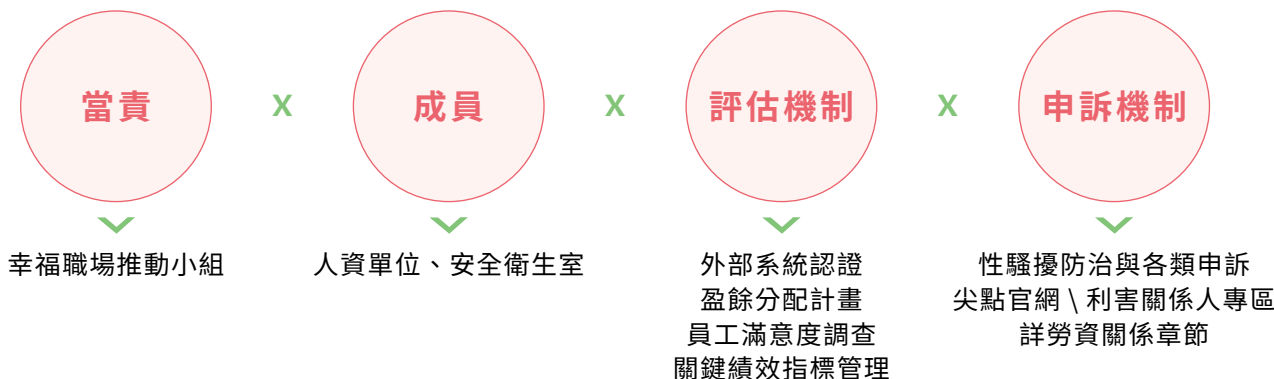 當責
X
成員
X
評估機制
X
申訴機制
幸福職場推動小組
人資單位、安全衛生室
外部系統認證
盈餘分配計畫
員工滿意度調查
關鍵績效指標管理
性騷擾防治與各類申訴
尖點官網 \ 利害關係人專區
詳勞資關係章節